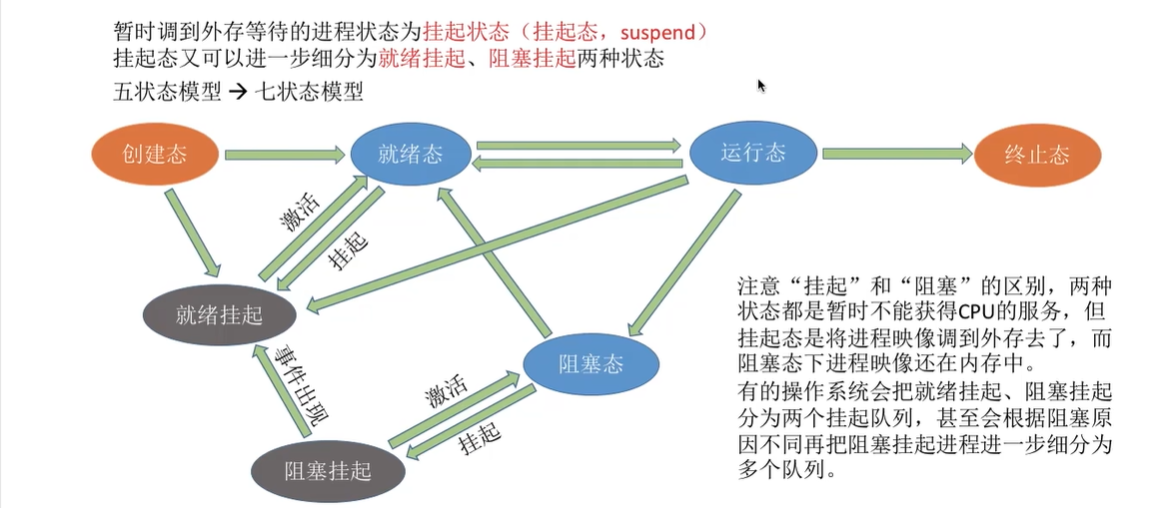 暂时调到外存等待的进程状态为挂起状态（挂起态，suspend）
挂起态又可以进一步细分为就绪挂起、阻塞挂起两种状态
五状态模型→七状态模型
创建态
就绪态
运行态
终止态
激活
挂起
就绪挂起
事件出现
阻塞态
激活
挂起
阻塞挂起
注意“挂起”和“阻塞”的区别，两种
状态都是暂时不能获得CPU的服务，但
挂起态是将进程映像调到外存去了，而
阻塞态下进程映像还在内存中。
有的操作系统会把就绪挂起、阻塞挂起
分为两个挂起队列，甚至会根据阻塞原
因不同再把阻塞挂起进程进一步细分为
多个队列。